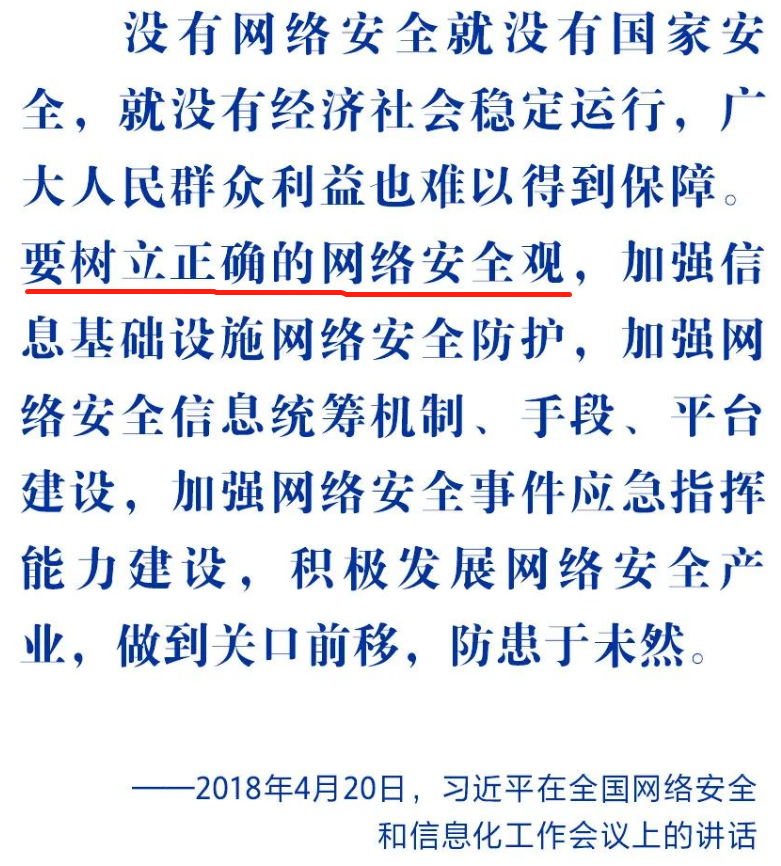 没有网络安全就没有国家安
全，就没有经济社会稳定运行，广
大人民群众利益也难以得到保障。
要树立正确的网络安全观，加强信
息基础设施网络安全防护，加强网
络安全信息统筹机制、手段、平台
建设，加强网络安全事件应急指挥
能力建设，积极发展网络安全产
业，做到关口前移，防患于未然。
——2018年4月20日，习近平在全国网络安全
和信息化工作会议上的讲话